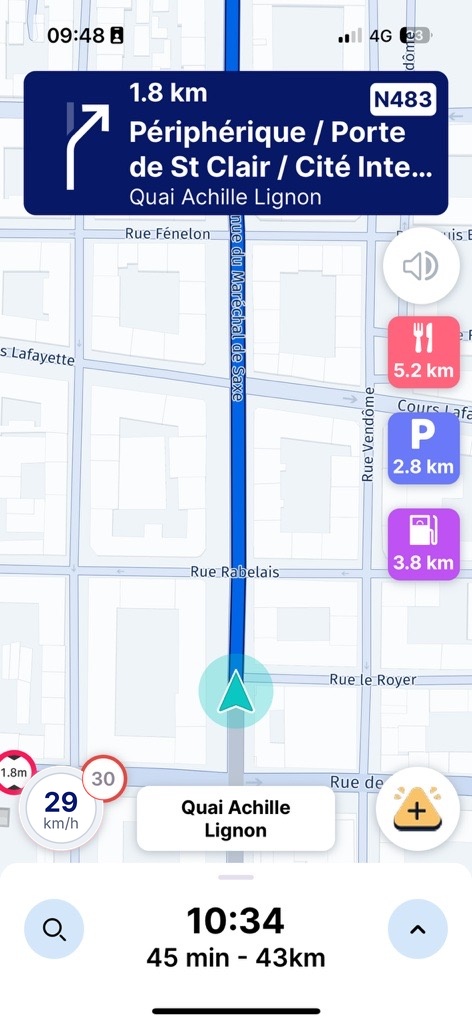 09:48
4G
dôme
1.8 km
N483
Périphérique / Porte
de St Clair / Cité Inte...
Quai Achille Lignon
Rue Fénelon
nue du Maréchal de Saxe
s Lafayette
5.2 km
Rue Vendôme
Cours Lafa
P
2.8 km
3.8 km
Rue Rabelais
Rue le Royer
1.8m
30
29
km/h
Rue de
Quai Achille
Lignon
10:34
45 min - 43km